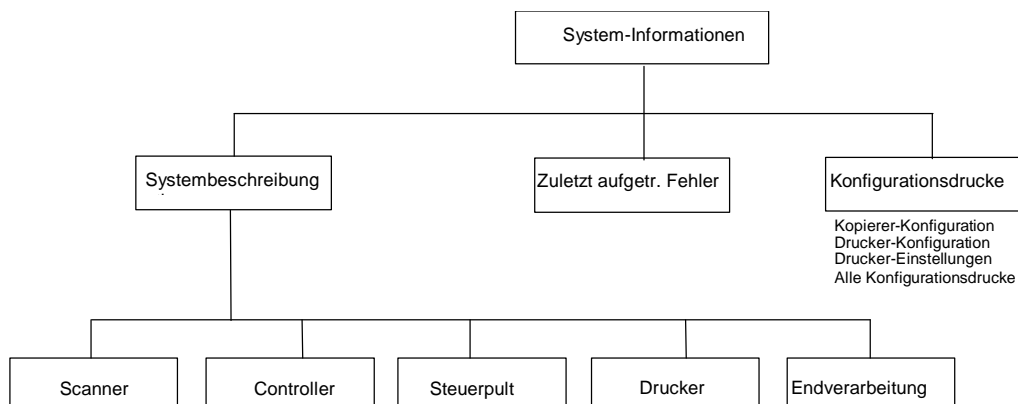 System-Informationen
Systembeschreibung
Zuletzt aufgetr. Fehler
Konfigurationsdrucke
Kopierer-Konfiguration
Drucker-Konfiguration
Drucker-Einstellungen
Alle Konfigurationsdrucke
Scanner
Controller
Steuerpult
Drucker
Endverarbeitung